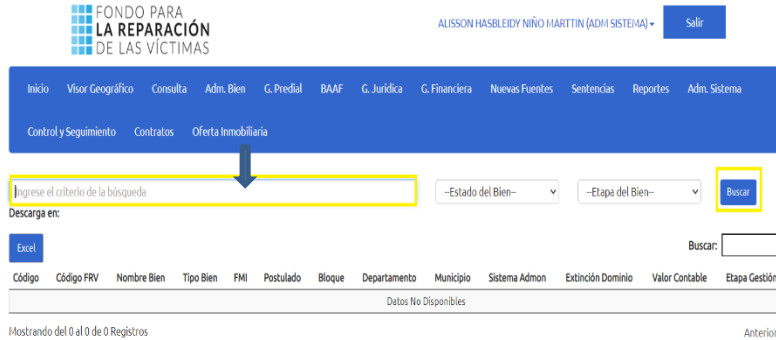 FONDO PARA
LA REPARACIÓN
DE LAS VÍCTIMAS
ALISSON HASBLEIDY NIÑO MARTTIN (ADM SISTEMA)
Salir
Inicio Visor Geográfico Consulta Adm. Bien G. Predial BAAF G. Juridica G. Financiera Nuevas Fuentes Sentencias Reportes Adm. Sistema
Control y Seguimiento Contratos Oferta Inmobiliaria
Ingrese el criterio de la búsqueda --Estado del Bien-- --Etapa del Bien-- Buscar
Descarga en:
Excel Buscar:
Código Código FRV Nombre Bien Tipo Bien FMI Postulado Bloque Departamento Municipio Sistema Admon Extinción Dominio Valor Contable Etapa Gestión
Datos No Disponibles
Mostrando del 0 al 0 de 0 Registros Anterior